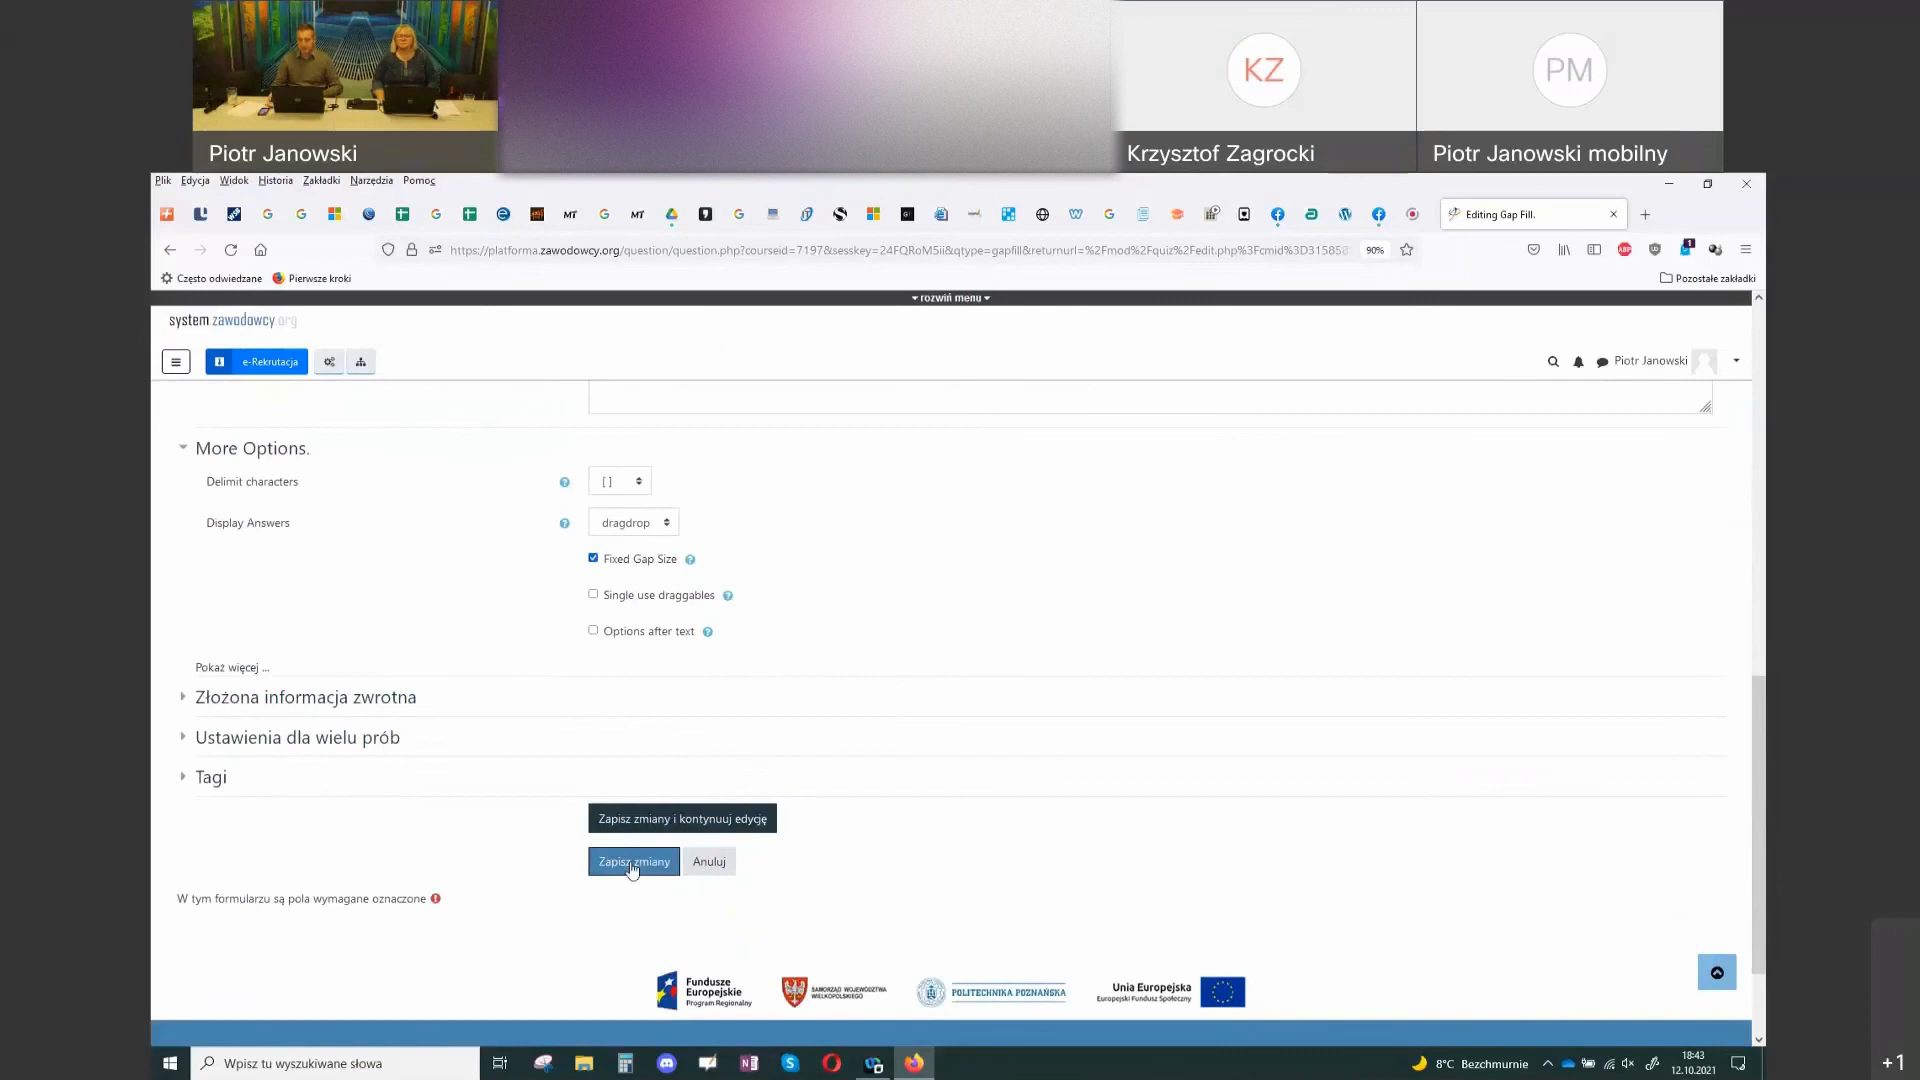 KZ
PM
Piotr Janowski
Krzysztof Zagrocki
Piotr Janowski mobilny
Plik Edycja Widok Historia Zakładki Narzędzia Pomoc
Editing Gap Fill.
https://platforma.zawodowcy.org/question/question.php?courseid=7197&sesskey=24FQRoM5ii&qtype=gapfill&returnurl=%2Fmod%2Fquiz%2Fedit.php%3Fcmid%3D31585
90%
Często odwiedzane Pierwsze kroki
Pozostałe zakładki
rozwiń menu
system.zawodowcy.org
e-Rekrutacja
Piotr Janowski
More Options.
Delimit characters
[ ]
Display Answers
dragdrop
Fixed Gap Size
Single use draggables
Options after text
Pokaż więcej ...
Złożona informacja zwrotna
Ustawienia dla wielu prób
Tagi
Zapisz zmiany i kontynuuj edycję
Zapisz zmiany Anuluj
W tym formularzu są pola wymagane oznaczone
Fundusze
Europejskie
Program Regionalny
SAMORZĄD WOJEWÓDZTWA
WIELKOPOLSKIEGO
POLITECHNIKA POZNAŃSKA
Unia Europejska
Europejski Fundusz Społeczny
Wpisz tu wyszukiwane słowa
8°C Bezchmurnie
18:43
12.10.2021
+1